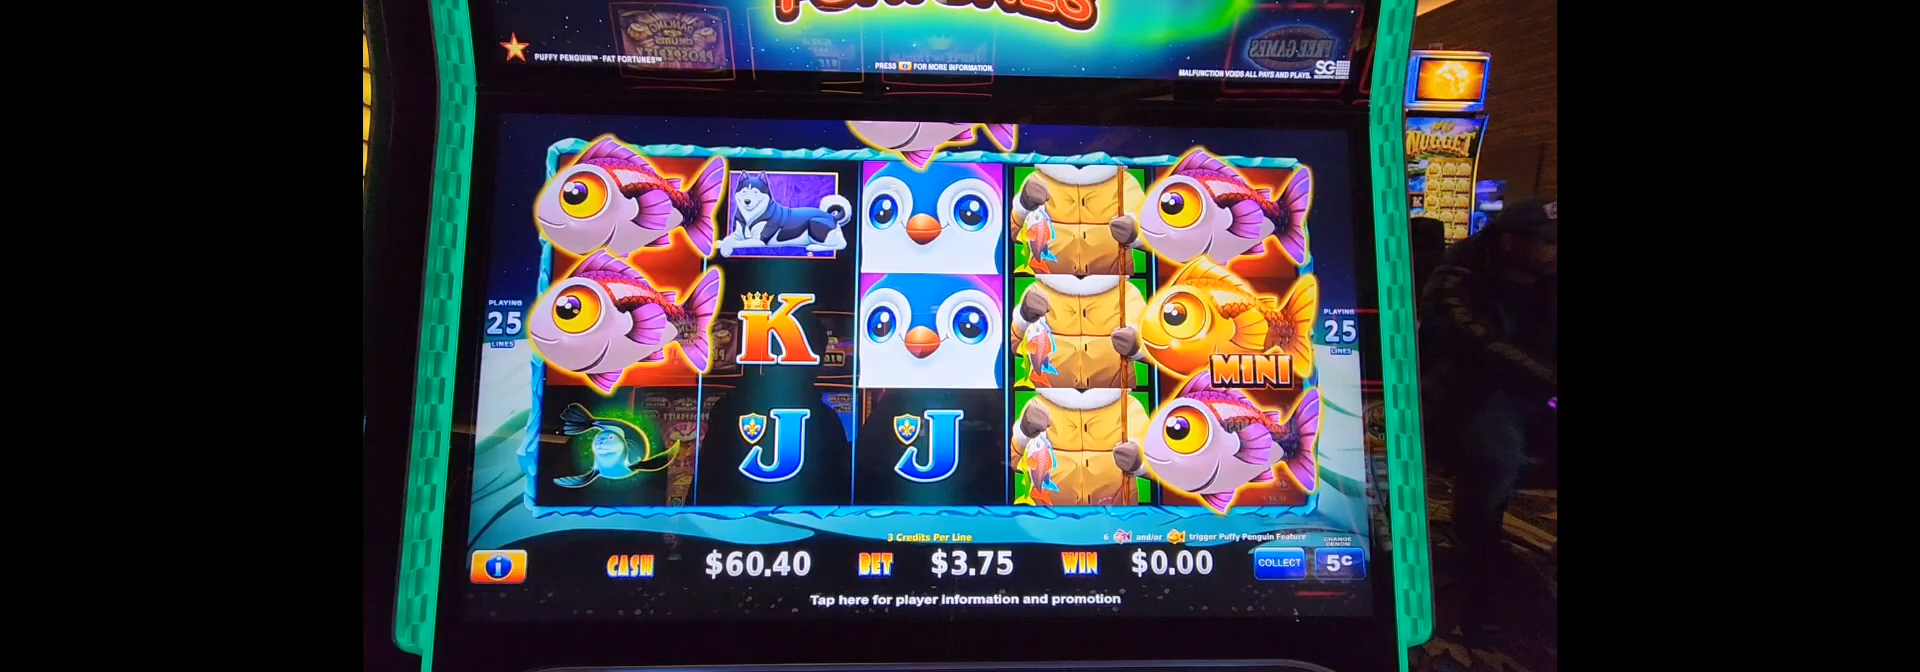 FORTUNES
PUFFY PENGUIN™ - FAT FORTUNES™
PRESS i FOR MORE INFORMATION.
MALFUNCTION VOIDS ALL PAYS AND PLAYS.
SG
FREE GAMES
PROSPERITY
NUGGET
PLAYING
25
LINES
K
J
J
MINI
PLAYING
25
LINES
3 Credits Per Line
6 and/or trigger Puffy Penguin Feature
CHANGE
DENOM
i
CASH $60.40 BET $3.75 WIN $0.00
COLLECT
5¢
Tap here for player information and promotion